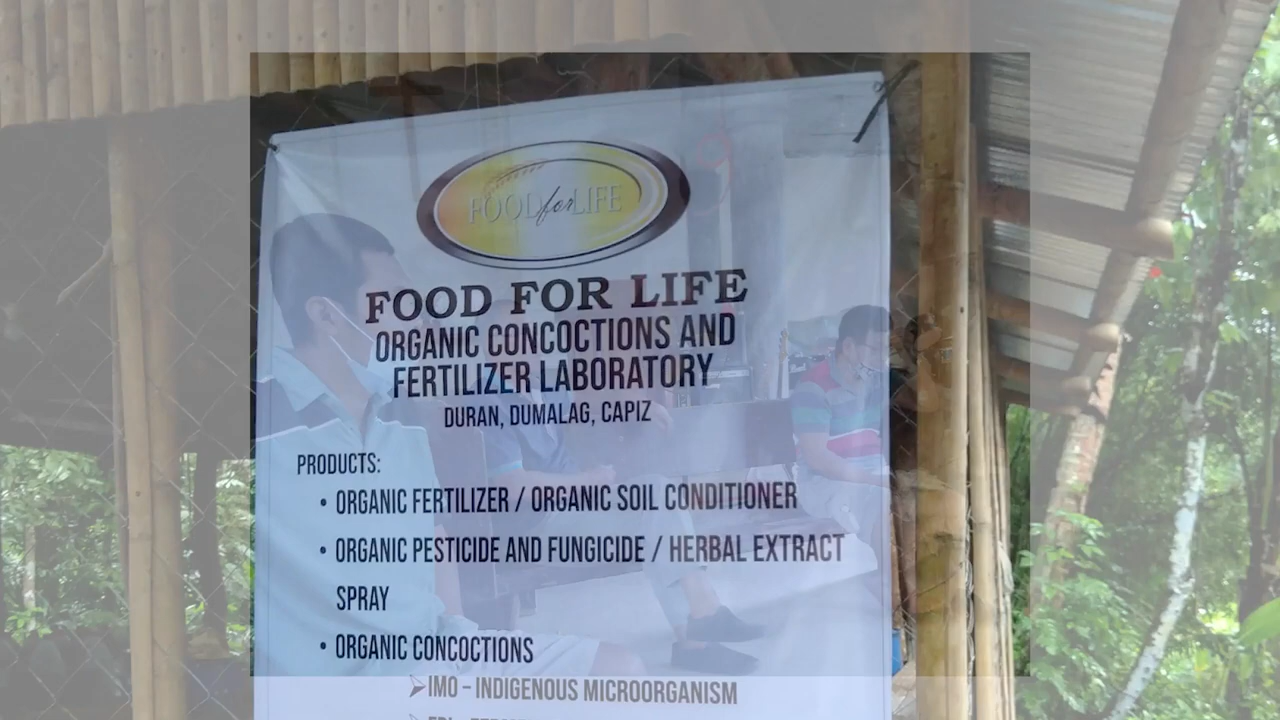 FOOD for LIFE
FOOD FOR LIFE
ORGANIC CONCOCTIONS AND
FERTILIZER LABORATORY
DURAN, DUMALAG, CAPIZ
PRODUCTS:
• ORGANIC FERTILIZER / ORGANIC SOIL CONDITIONER
• ORGANIC PESTICIDE AND FUNGICIDE / HERBAL EXTRACT
SPRAY
• ORGANIC CONCOCTIONS
➢IMO – INDIGENOUS MICROORGANISM